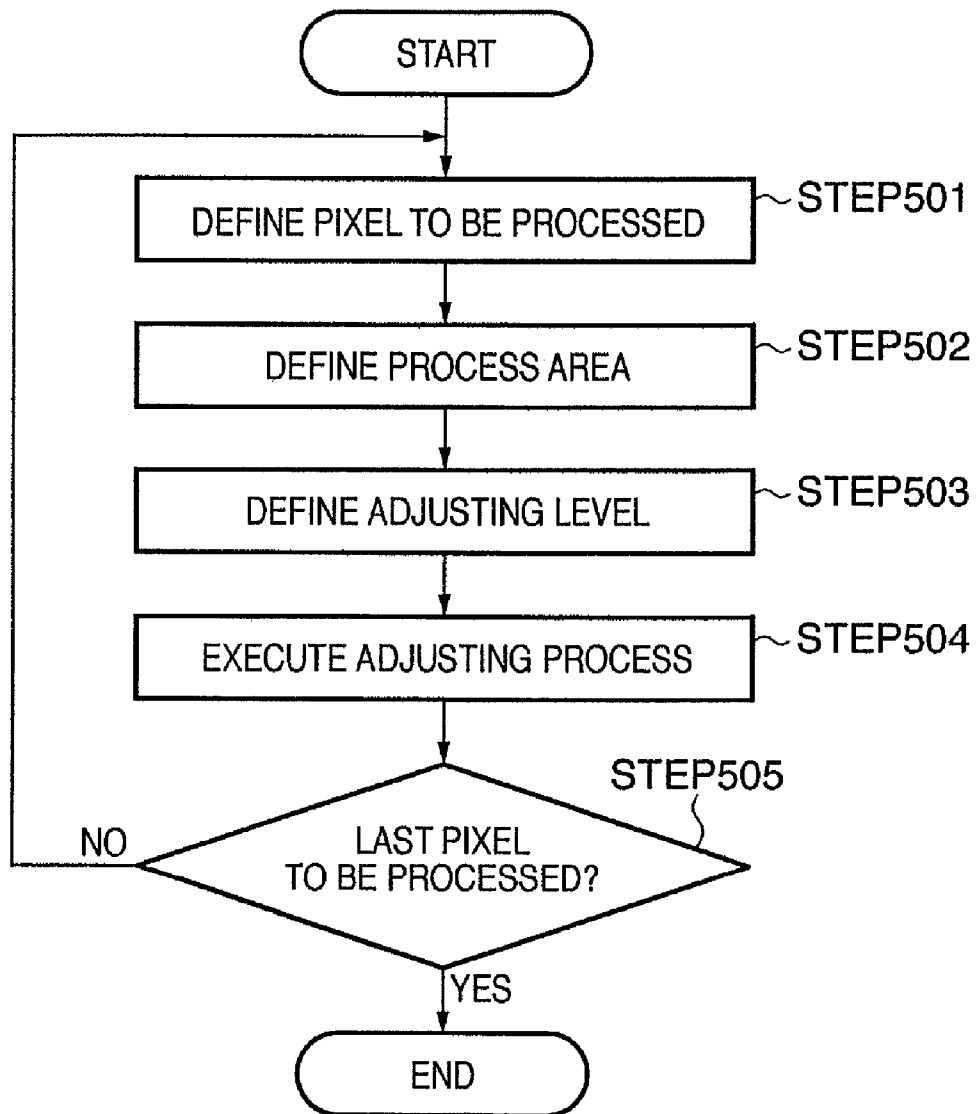 START
DEFINE PIXEL TO BE PROCESSED
STEP501
DEFINE PROCESS AREA
STEP502
DEFINE ADJUSTING LEVEL
STEP503
EXECUTE ADJUSTING PROCESS
STEP504
STEP505
NO
LAST PIXEL
TO BE PROCESSED?
YES
END